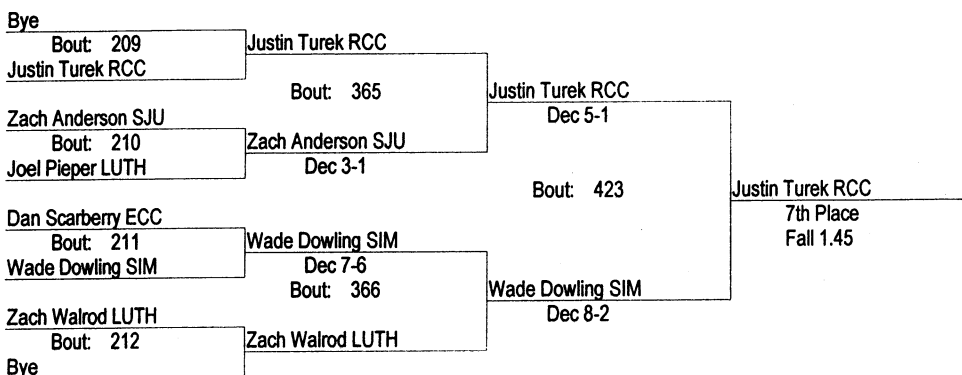 Bye
Bout: 209
Justin Turek RCC
Justin Turek RCC
Bout: 365
Zach Anderson SJU
Bout: 210
Joel Pieper LUTH
Zach Anderson SJU
Dec 3-1
Justin Turek RCC
Dec 5-1
Bout: 423
Dan Scarberry ECC
Bout: 211
Wade Dowling SIM
Wade Dowling SIM
Dec 7-6
Bout: 366
Zach Walrod LUTH
Bout: 212
Bye
Zach Walrod LUTH
Wade Dowling SIM
Dec 8-2
Justin Turek RCC
7th Place
Fall 1.45